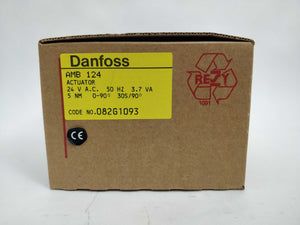 Danfoss
AMB 124
ACTUATOR
24 V A.C. 50 HZ 3.7 VA
5 NM 0-90° 30S/90°
CODE NO. 082G1093
CE
RESY
1091